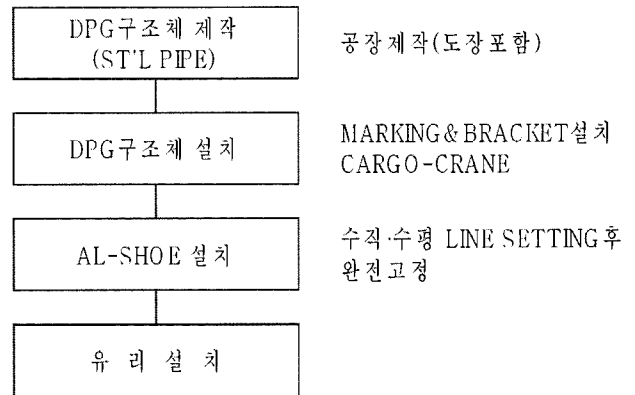 DPG구조체 제작
(ST'L PIPE)
공장제작(도장포함)
DPG구조체 설치
MARKING&BRACKET설치
CARGO-CRANE
AL-SHOE 설치
수직·수평 LINE SETTING후
완전고정
유 리 설 치